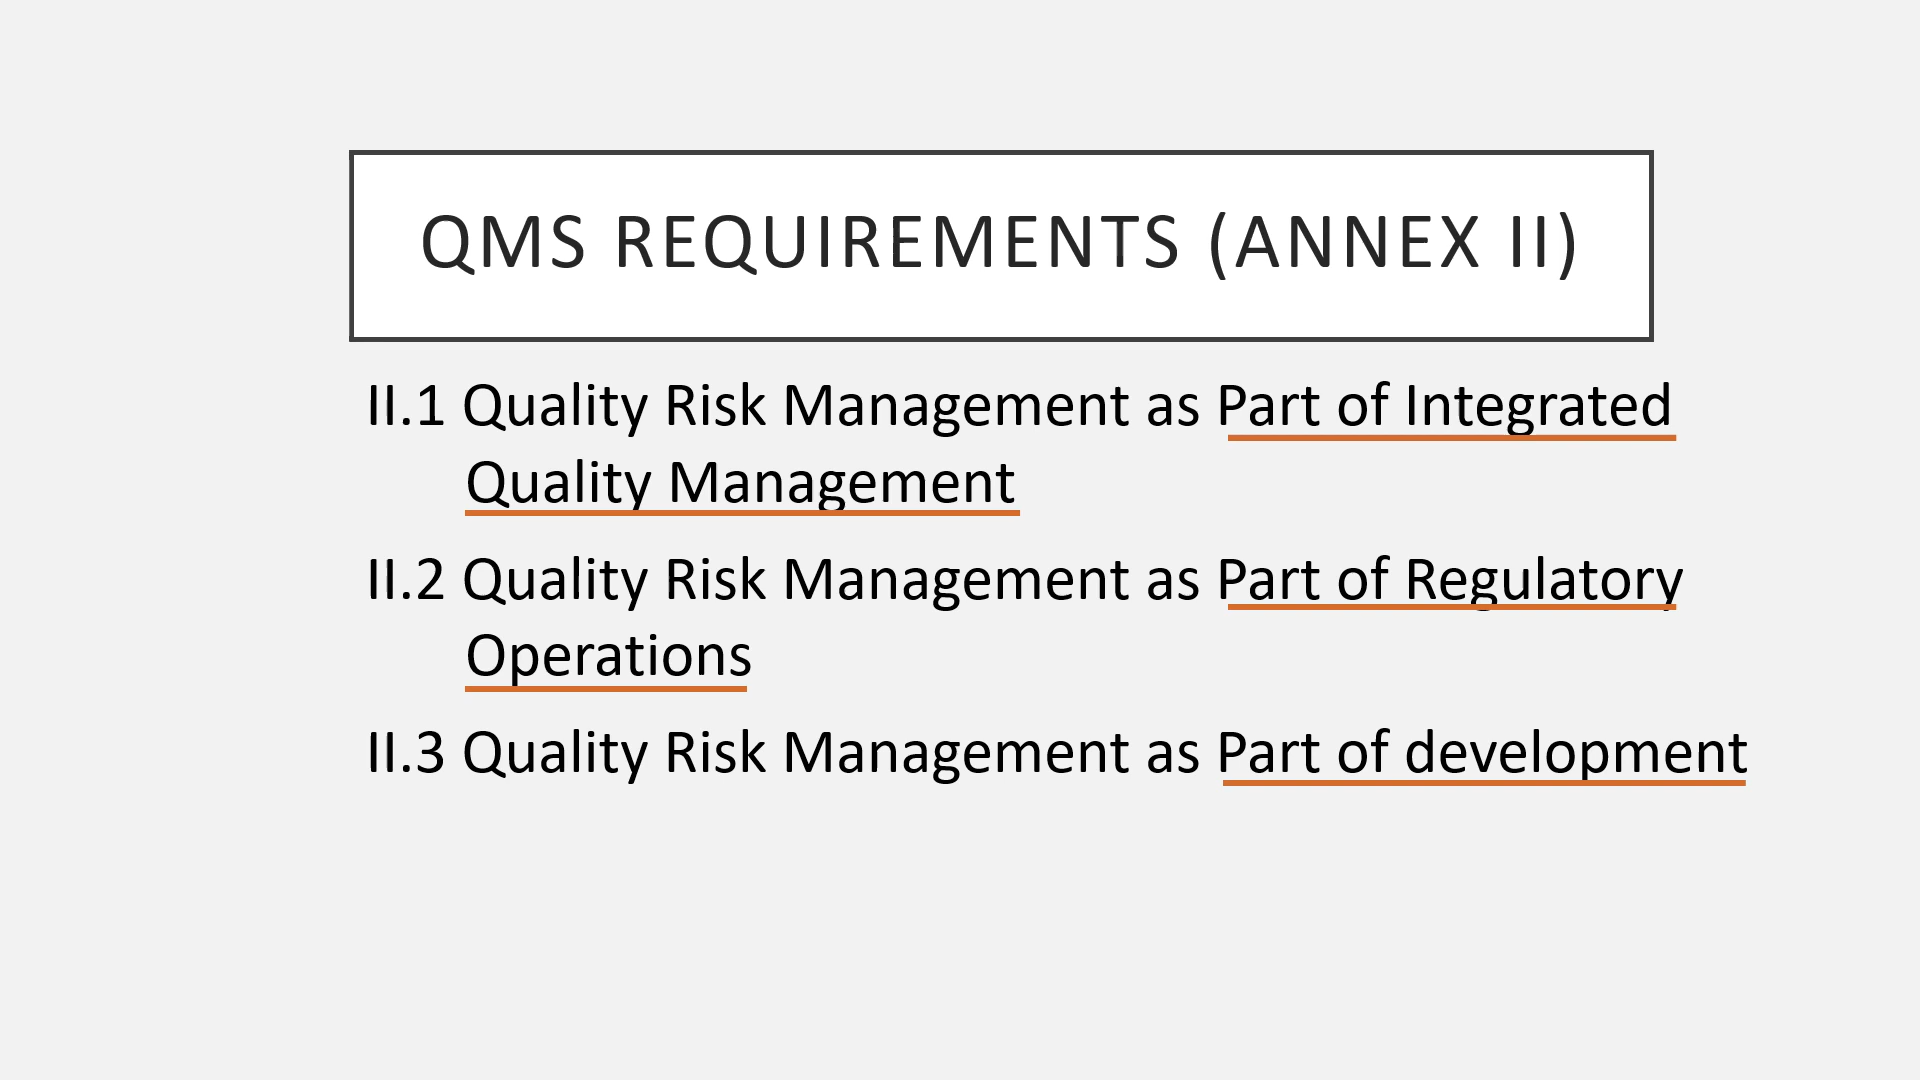 QMS REQUIREMENTS (ANNEX II)
II.1 Quality Risk Management as Part of Integrated
Quality Management
II.2 Quality Risk Management as Part of Regulatory
Operations
II.3 Quality Risk Management as Part of development